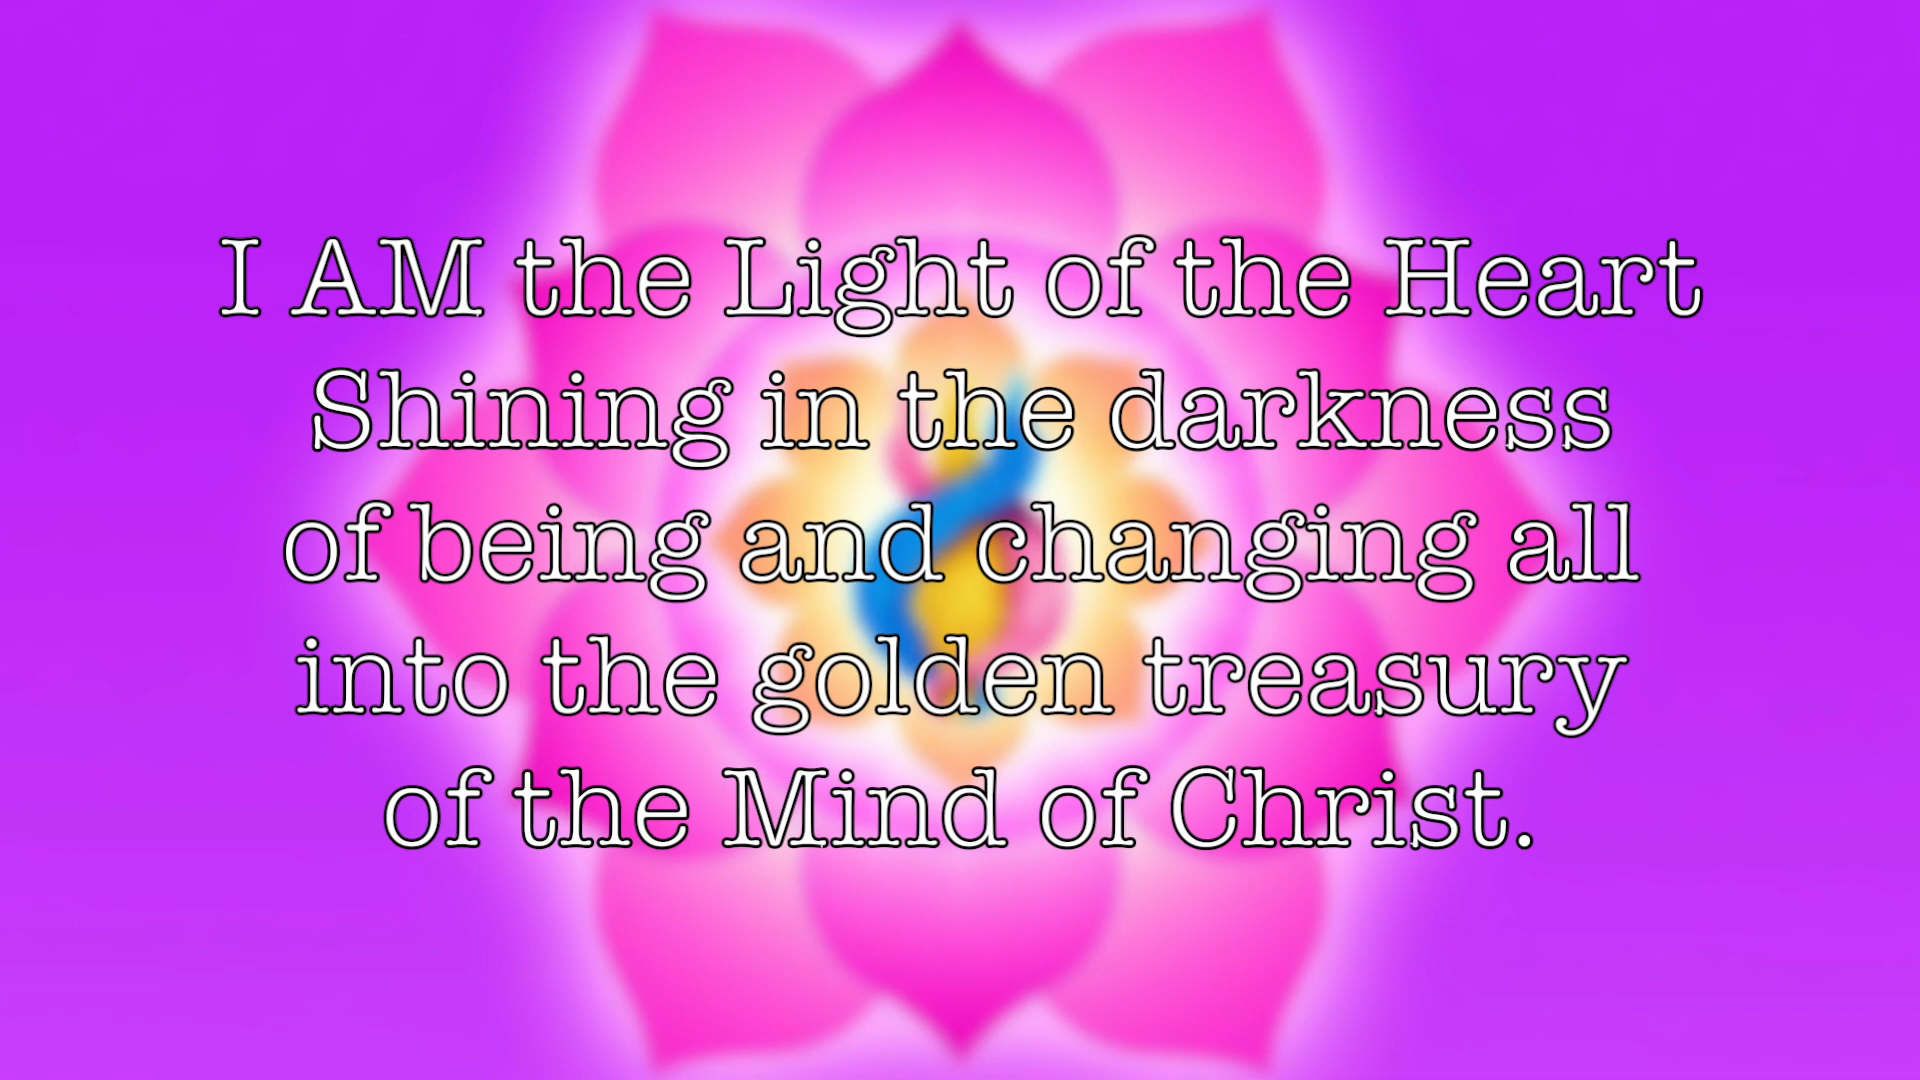 I AM the Light of the Heart
Shining in the darkness
of being and changing all
into the golden treasury
of the Mind of Christ.